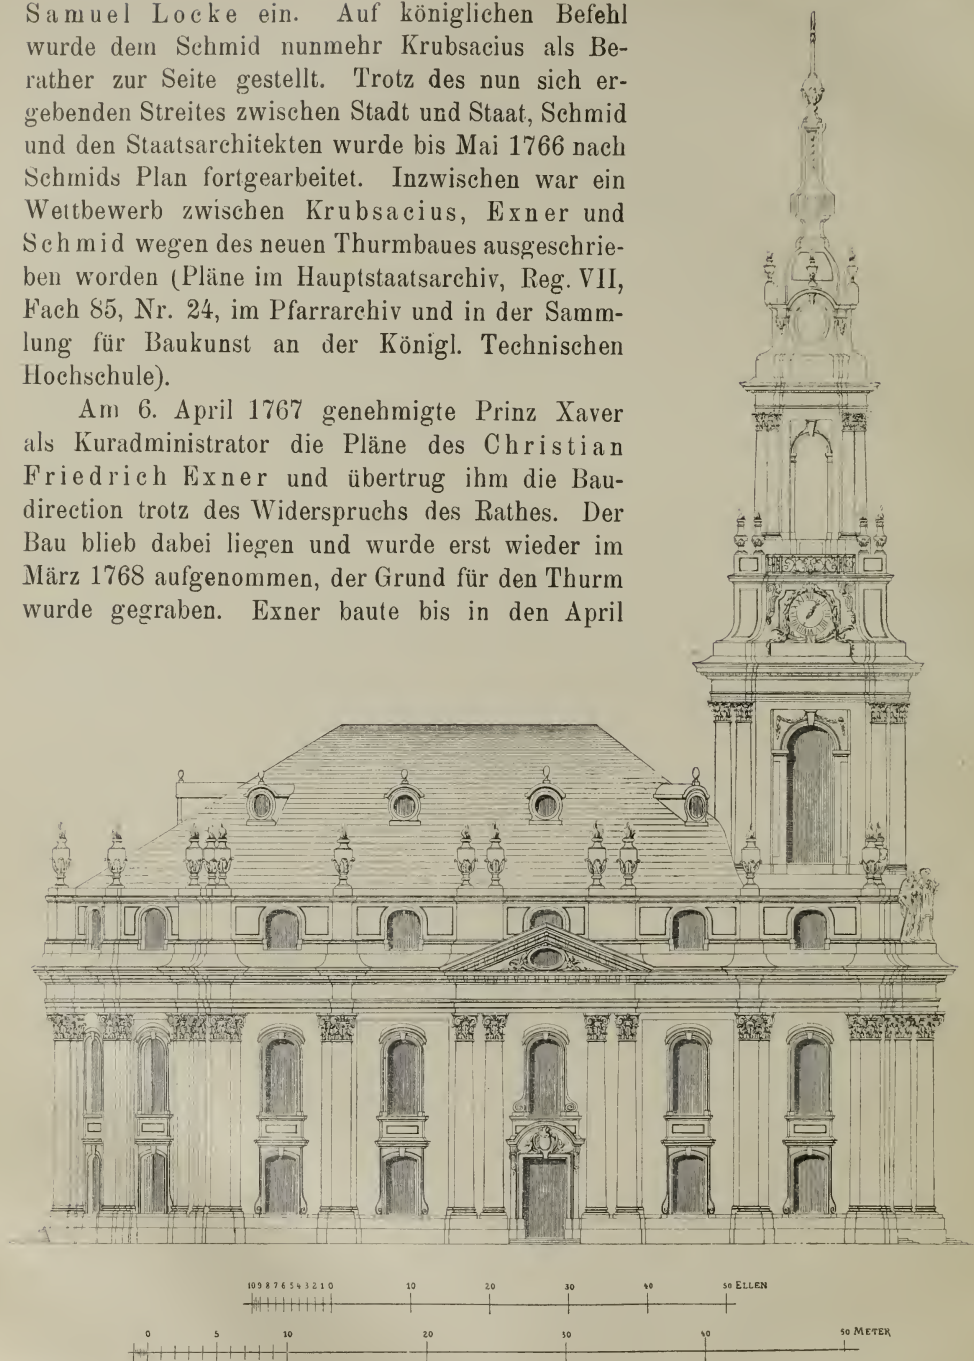 Samuel Locke ein. Auf königlichen Befehl
wurde dem Schmid nunmehr Krubsacius als Be-
rather zur Seite gestellt. Trotz des nun sich er-
gebenden Streites zwischen Stadt und Staat, Schmid
und den Staatsarchitekten wurde bis Mai 1766 nach
Schmids Plan fortgearbeitet. Inzwischen war ein
Wettbewerb zwischen Krubsacius, Exner und
Schmid wegen des neuen Thurmbaues ausgeschrie-
ben worden (Pläne im Hauptstaatsarchiv, Reg. VII,
Fach 85, Nr. 24, im Pfarrarchiv und in der Samm-
lung für Baukunst an der Königl. Technischen
Hochschule).
Am 6. April 1767 genehmigte Prinz Xaver
als Kuradministrator die Pläne des Christian
Friedrich Exner und übertrug ihm die Bau-
direction trotz des Widerspruchs des Rathes. Der
Bau blieb dabei liegen und wurde erst wieder im
März 1768 aufgenommen, der Grund für den Thurm
wurde gegraben. Exner baute bis in den April
10 9 8 7 6 5 4 3 2 1 0 10 20 30 40 50 ELLEN
0 5 10 20 30 40 50 METER